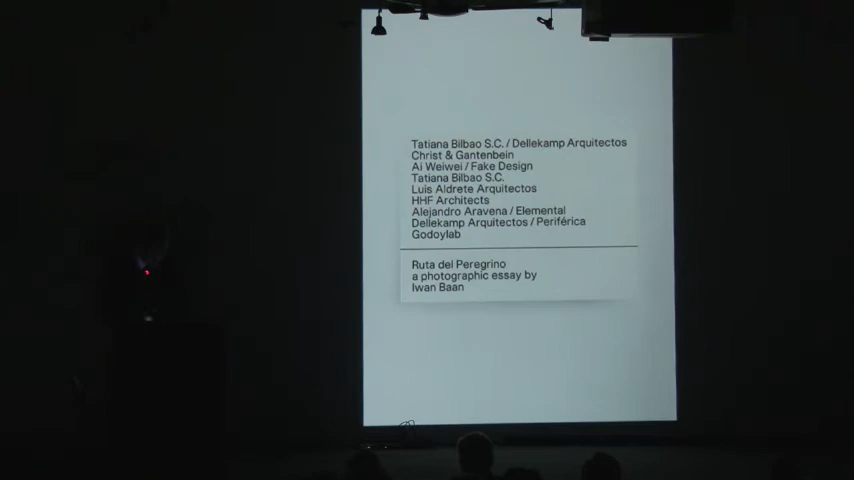 Tatiana Bilbao S.C. / Dellekamp Arquitectos
Christ & Gantenbein
Ai Weiwei / Fake Design
Tatiana Bilbao S.C.
Luis Aldrete Arquitectos
HHF Architects
Alejandro Aravena / Elemental
Dellekamp Arquitectos / Periférica
Godoylab
Ruta del Peregrino
a photographic essay by
Iwan Baan